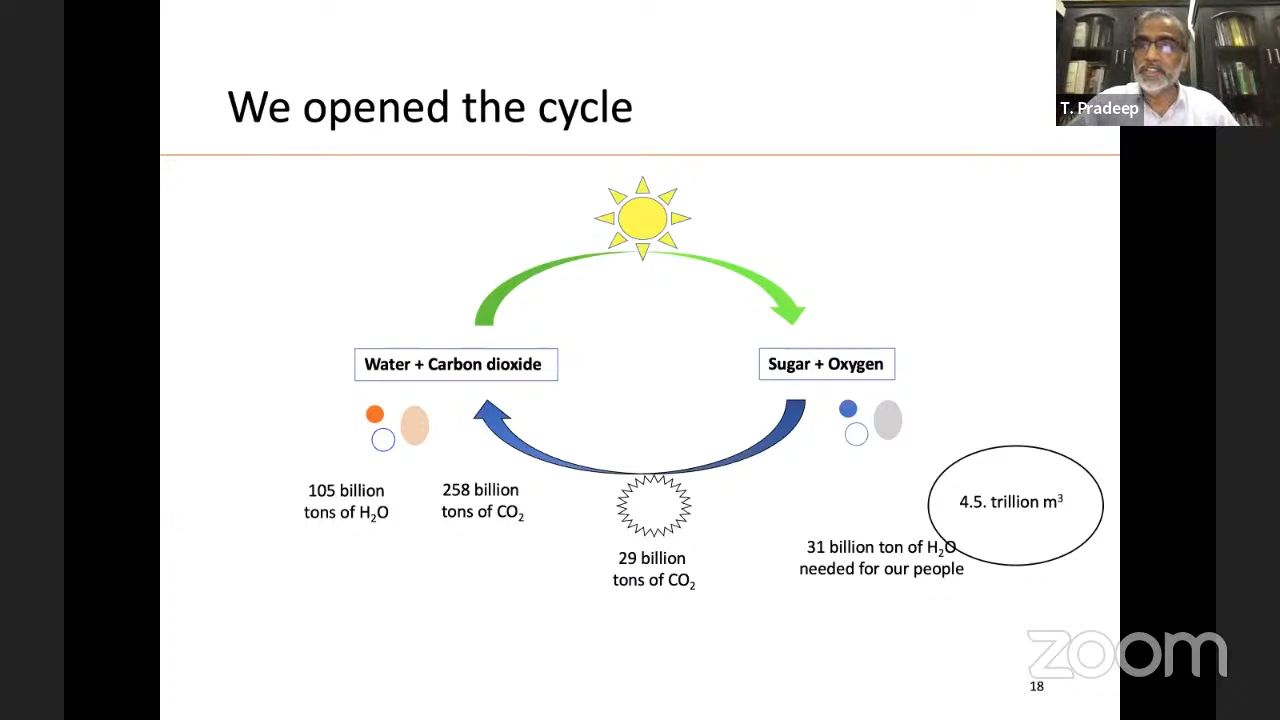 We opened the cycle
T. Pradeep
Water + Carbon dioxide
Sugar + Oxygen
105 billion
tons of H₂O
258 billion
tons of CO₂
29 billion
tons of CO₂
31 billion ton of H₂O
needed for our people
4.5. trillion m³
zoom
18